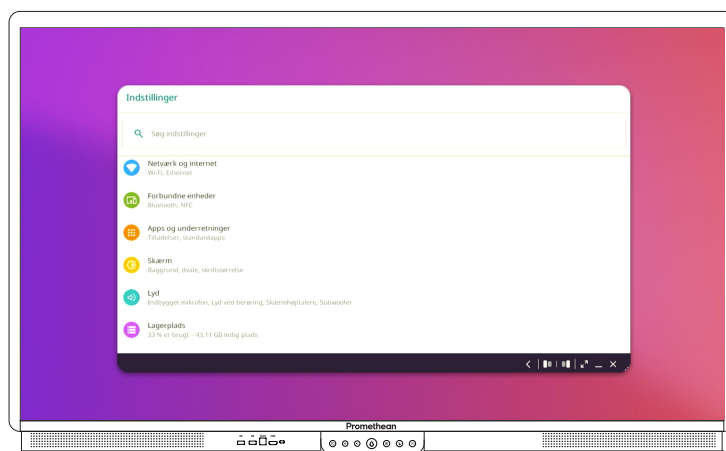 Indstillinger
Søg indstillinger
Netværk og internet
Wi Fi, Ethernet
Forbundne enheder
Bluetooth, NFC
Apps og underretninger
Tilladelser, standardapps
Skærm
Baggrund, dvale, skriftstørrelse
Lyd
Indbygget mikrofon, Lyd ved berøring, Skærmhøjtalere, Subwoofer
Lagerplads
33 % er brugt – 43,11 GB ledig plads
Promethean